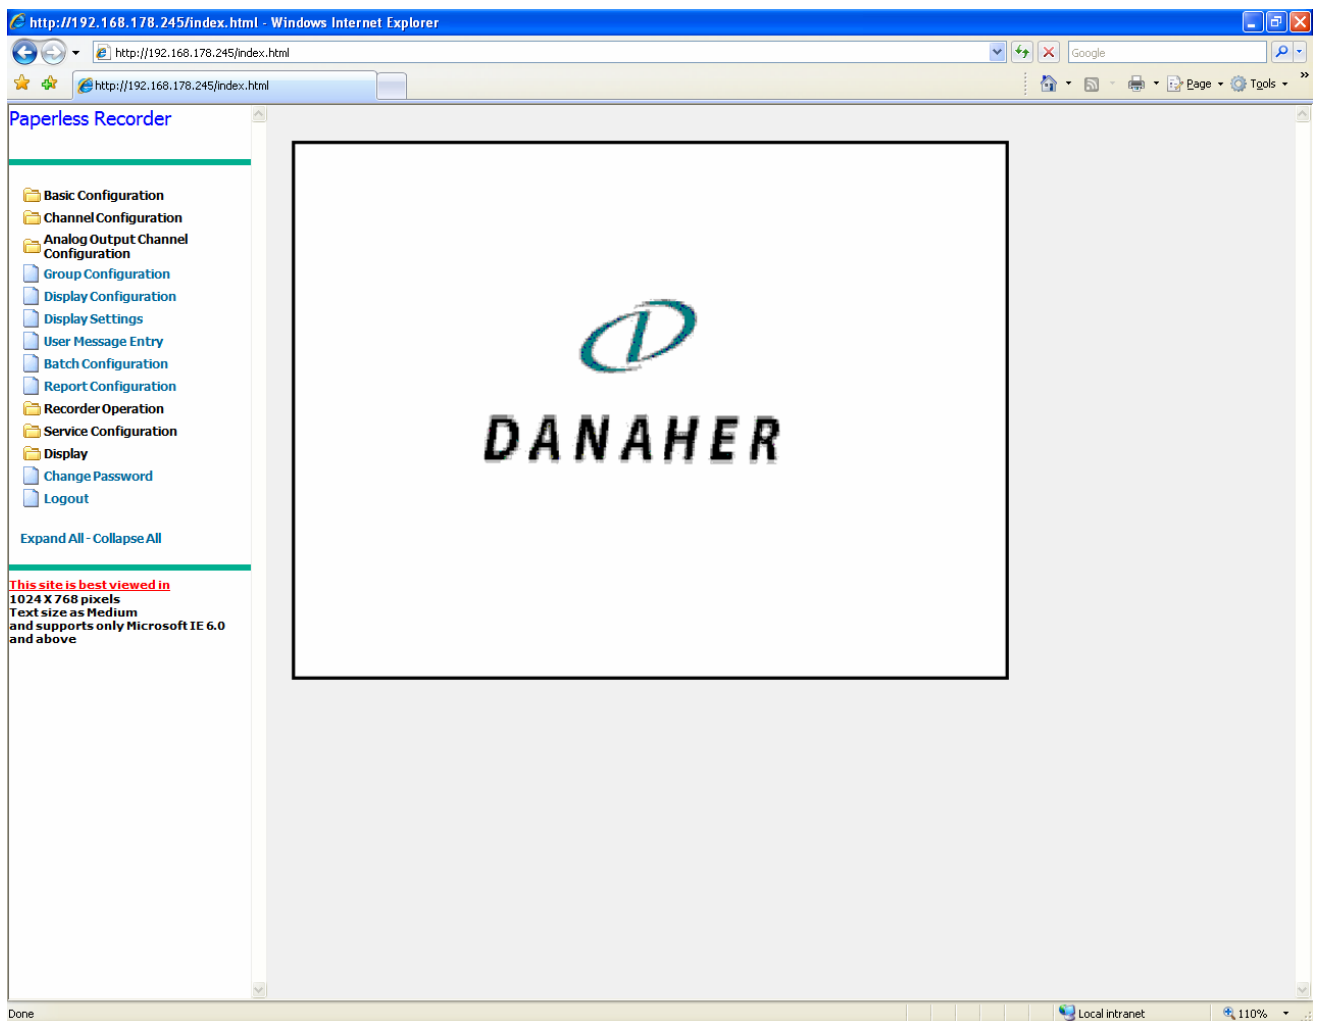 http://192.168.178.245/index.html - Windows Internet Explorer
http://192.168.178.245/index.html
Google
http://192.168.178.245/index.html
Page
Tools
Paperless Recorder
Basic Configuration
Channel Configuration
Analog Output Channel
Configuration
Group Configuration
Display Configuration
Display Settings
User Message Entry
Batch Configuration
Report Configuration
Recorder Operation
Service Configuration
Display
Change Password
Logout
Expand All - Collapse All
This site is best viewed in
1024 X 768 pixels
Text size as Medium
and supports only Microsoft IE 6.0
and above
DANAHER
Done
Local intranet
110%